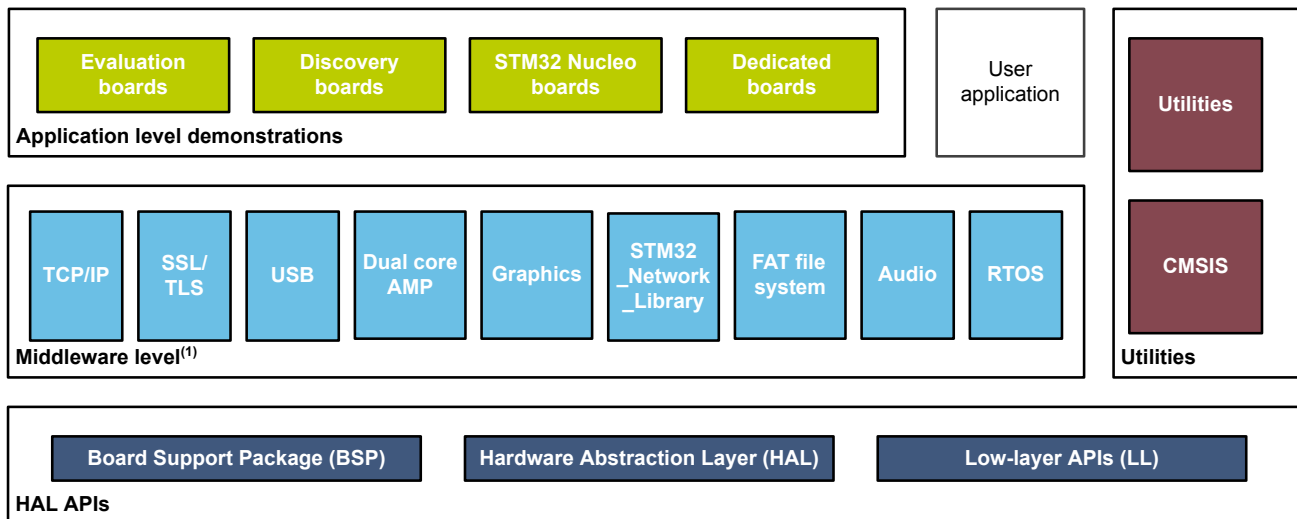 Evaluation
boards
Discovery
boards
STM32 Nucleo
boards
Dedicated
boards
Application level demonstrations
User
application
Utilities
CMSIS
Utilities
TCP/IP
SSL/
TLS
USB
Dual core
AMP
Graphics
STM32
_Network
_Library
FAT file
system
Audio
RTOS
Middleware level(1)
Board Support Package (BSP)
Hardware Abstraction Layer (HAL)
Low-layer APIs (LL)
HAL APIs